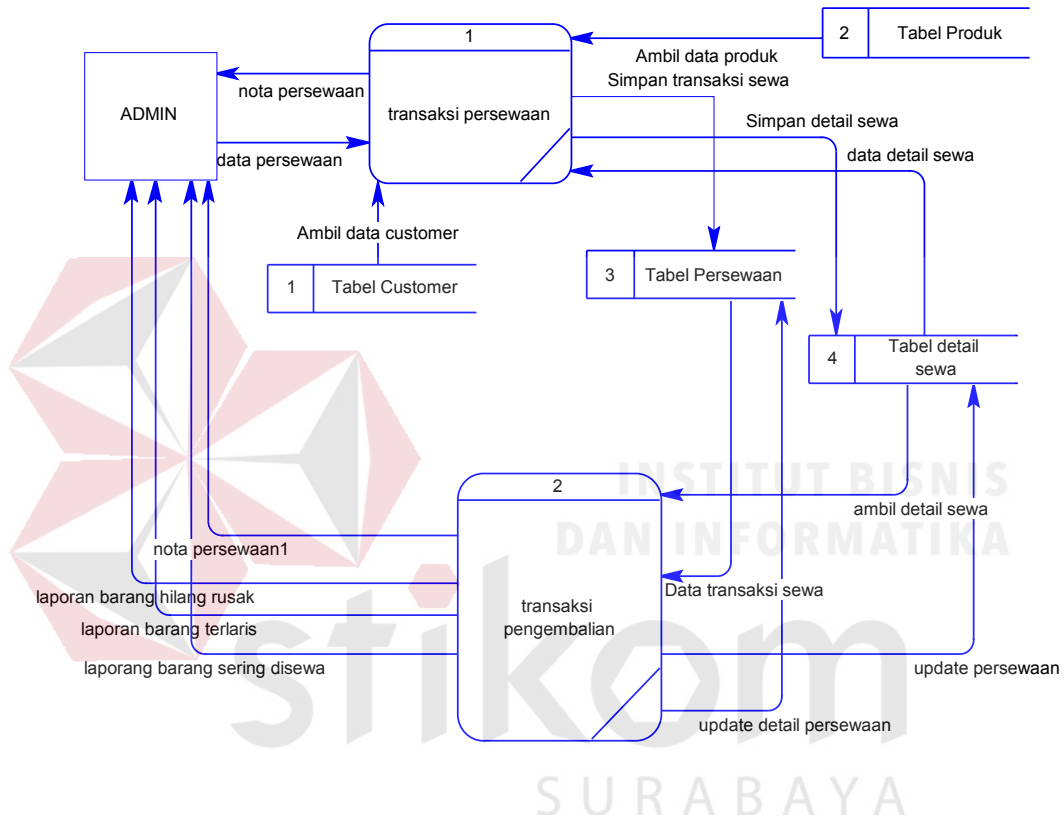 1
2
Tabel Produk
Ambil data produk
Simpan transaksi sewa
nota persewaan
ADMIN
transaksi persewaan
Simpan detail sewa
data persewaan
data detail sewa
Ambil data customer
1
Tabel Customer
3
Tabel Persewaan
4
Tabel detail
sewa
INSTITUT BISNIS
DAN INFORMATIKA
2
ambil detail sewa
nota persewaan1
laporan barang hilang rusak
Data transaksi sewa
transaksi
pengembalian
laporan barang terlaris
laporang barang sering disewa
update persewaan
update detail persewaan
stikom
SURABAYA